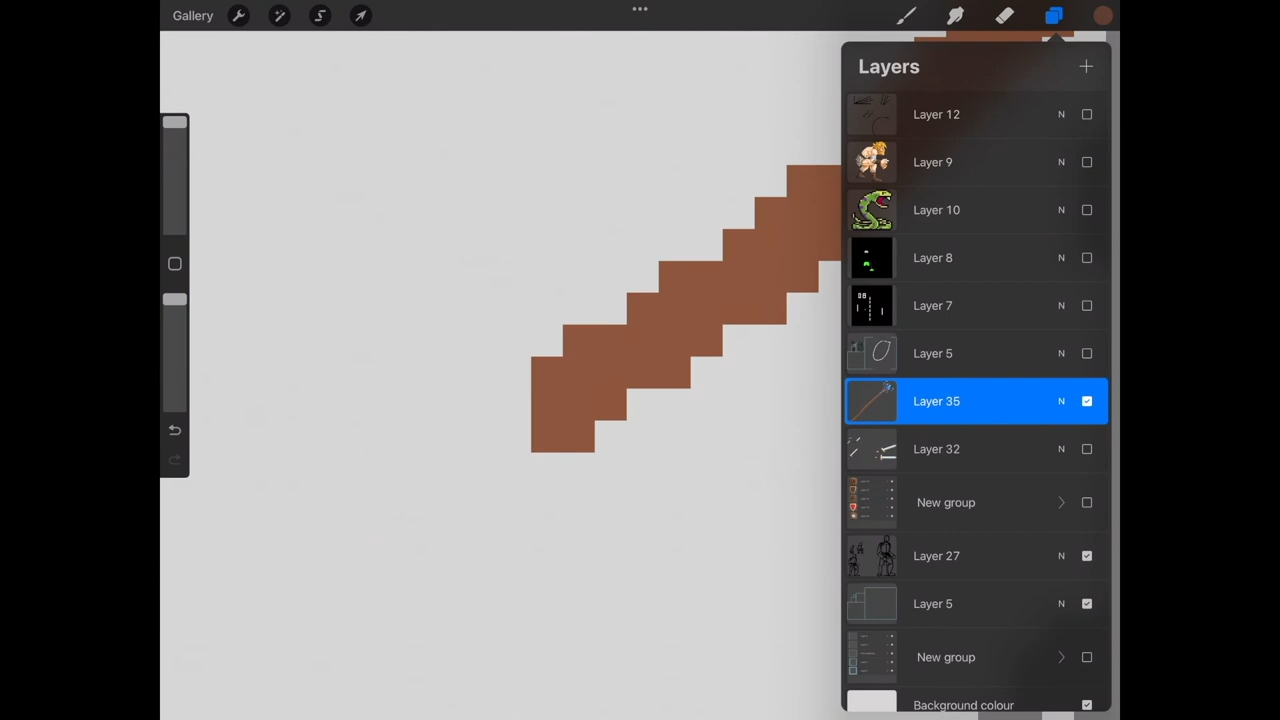 Gallery
Layers
Layer 12 N
Layer 9 N
Layer 10 N
Layer 8 N
Layer 7 N
Layer 5 N
Layer 35 N
Layer 32 N
New group
Layer 27 N
Layer 5 N
New group
Background colour